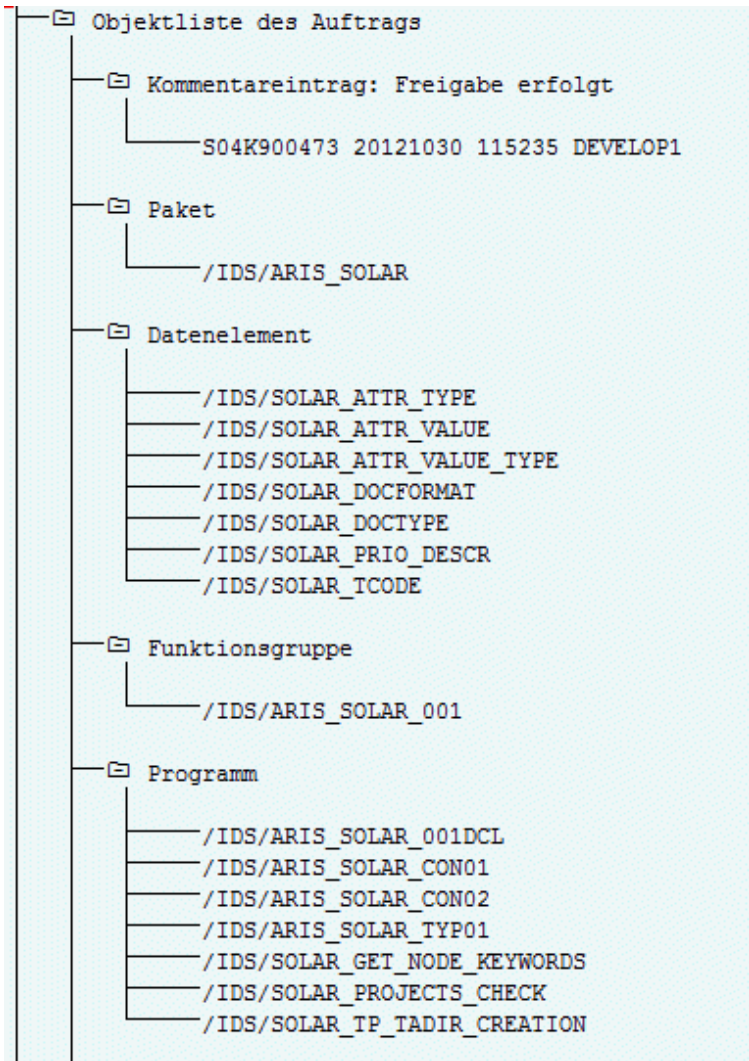 Objektliste des Auftrags
Kommentareintrag: Freigabe erfolgt
S04K900473 20121030 115235 DEVELOP1
Paket
/IDS/ARIS_SOLAR
Datenelement
/IDS/SOLAR_ATTR_TYPE
/IDS/SOLAR_ATTR_VALUE
/IDS/SOLAR_ATTR_VALUE_TYPE
/IDS/SOLAR_DOCFORMAT
/IDS/SOLAR_DOCTYPE
/IDS/SOLAR_PRIO_DESCR
/IDS/SOLAR_TCODE
Funktionsgruppe
/IDS/ARIS_SOLAR_001
Programm
/IDS/ARIS_SOLAR_001DCL
/IDS/ARIS_SOLAR_CON01
/IDS/ARIS_SOLAR_CON02
/IDS/ARIS_SOLAR_TYP01
/IDS/SOLAR_GET_NODE_KEYWORDS
/IDS/SOLAR_PROJECTS_CHECK
/IDS/SOLAR_TP_TADIR_CREATION